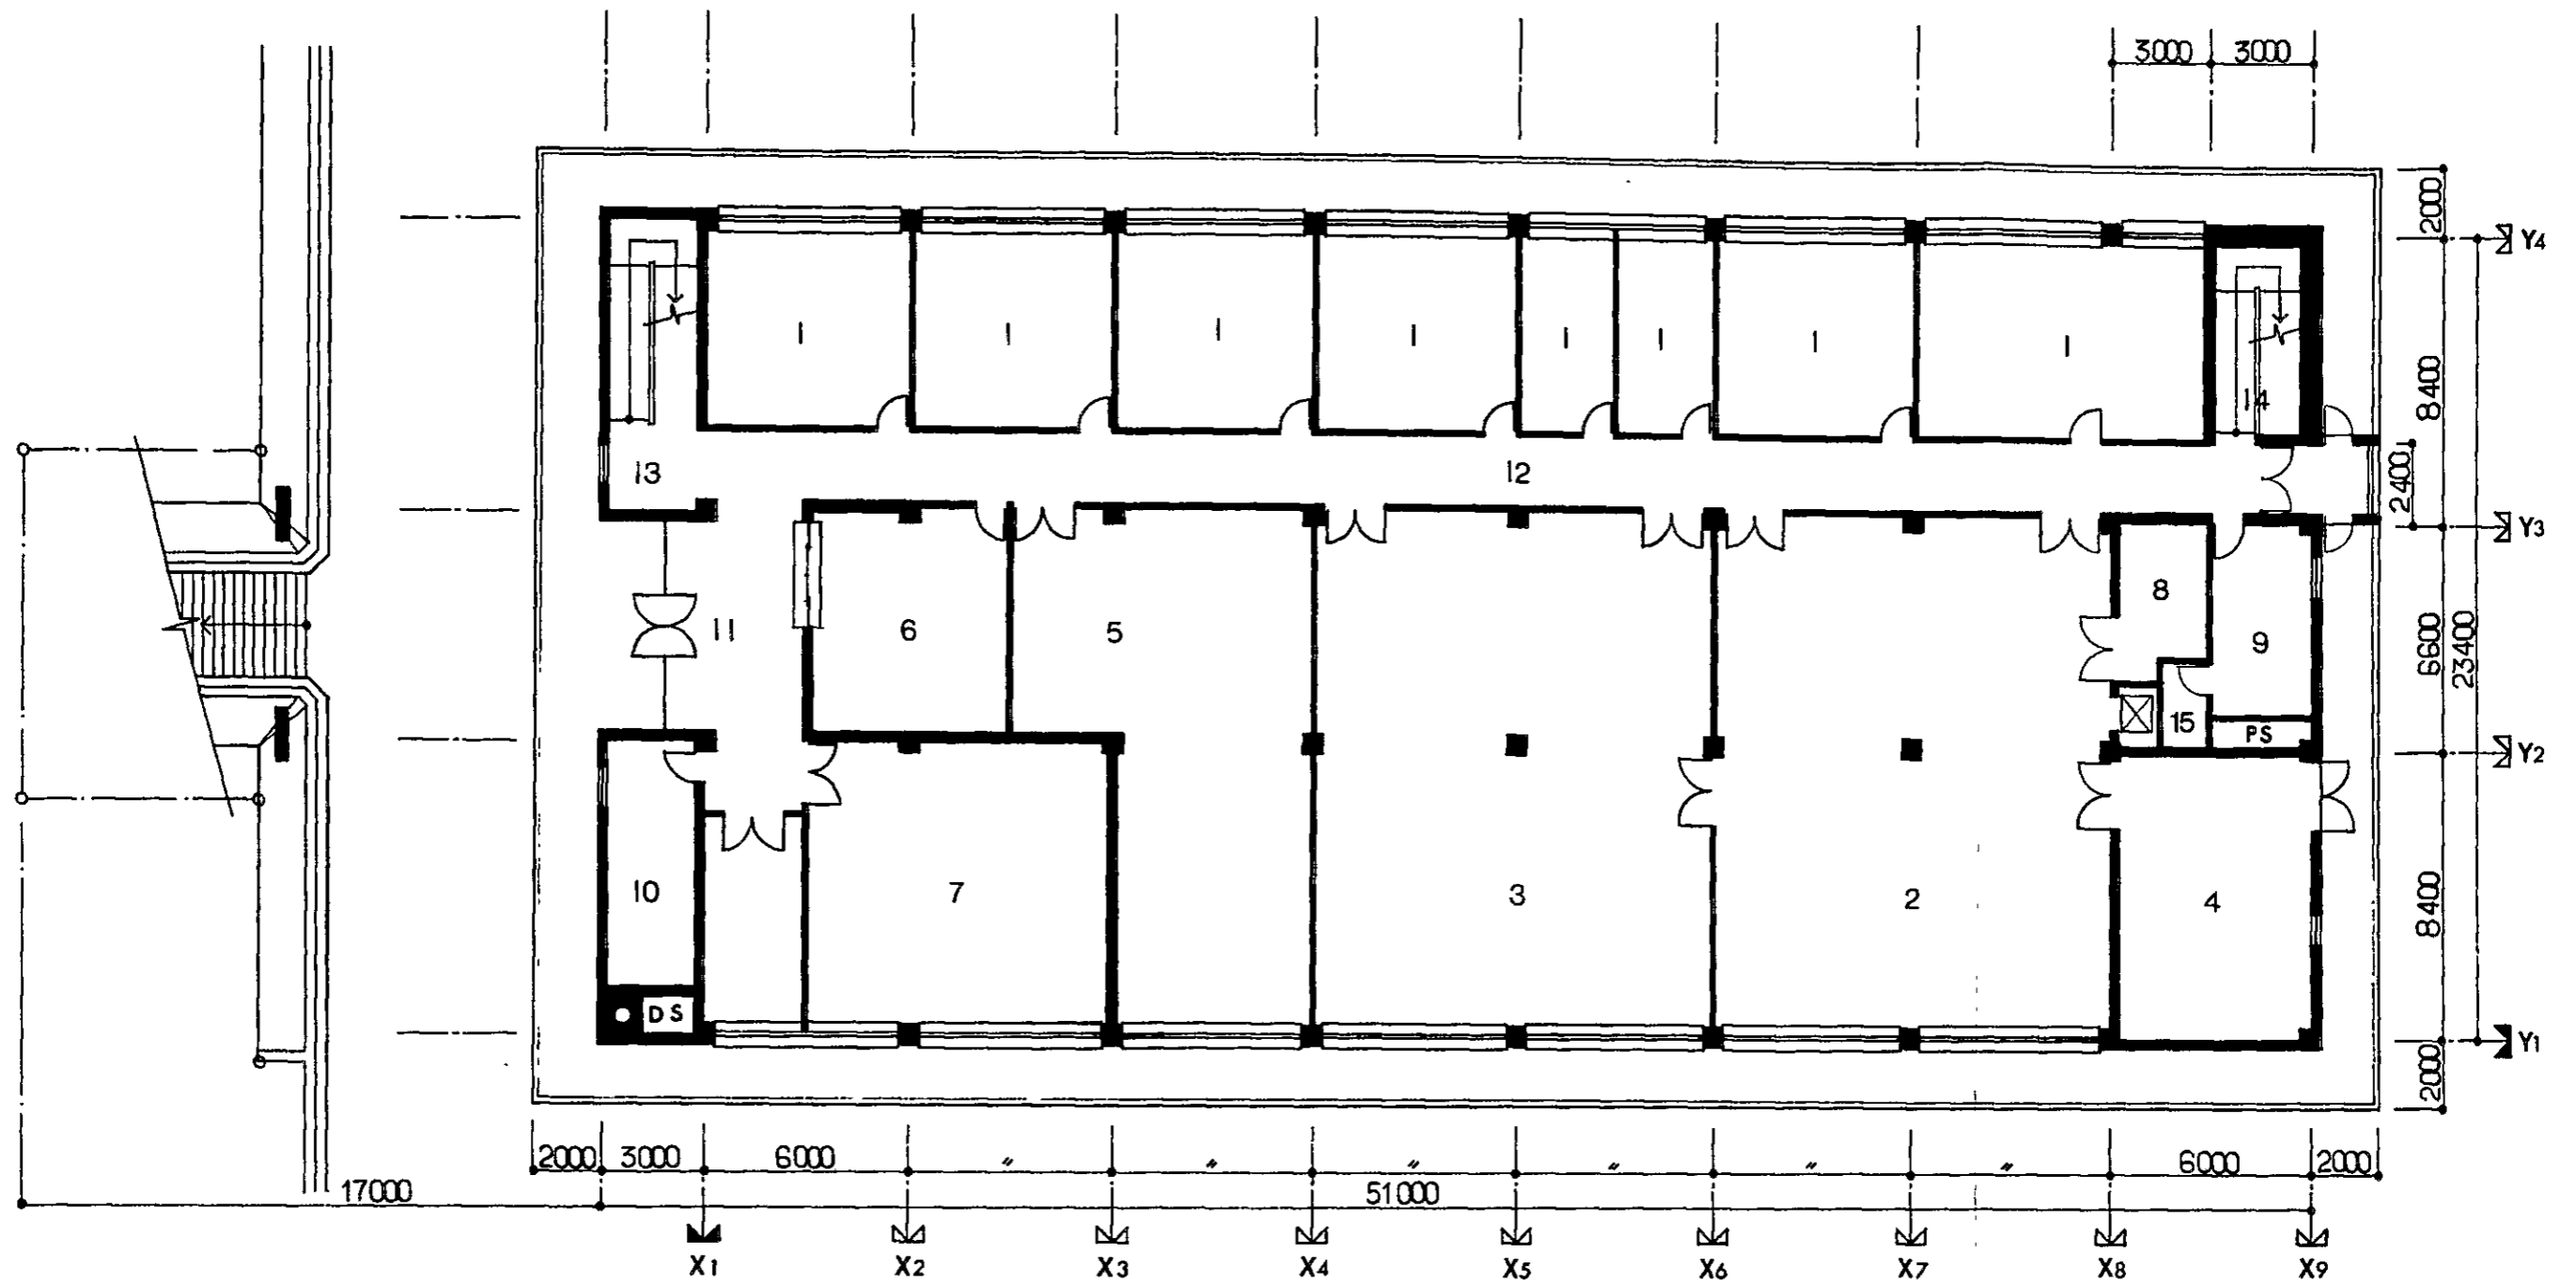 3000 3000
2000
Y4
1 1 1 1 1 1 1 1
8400
14
13 12
2400
Y3
8
11 6 5 9
6600
23400
15
PS
Y2
10 7 3 2 4
8400
DS
Y1
2000
2000 3000 6000 〃 〃 〃 〃 〃 〃 6000 2000
17000 51000
X1 X2 X3 X4 X5 X6 X7 X8 X9